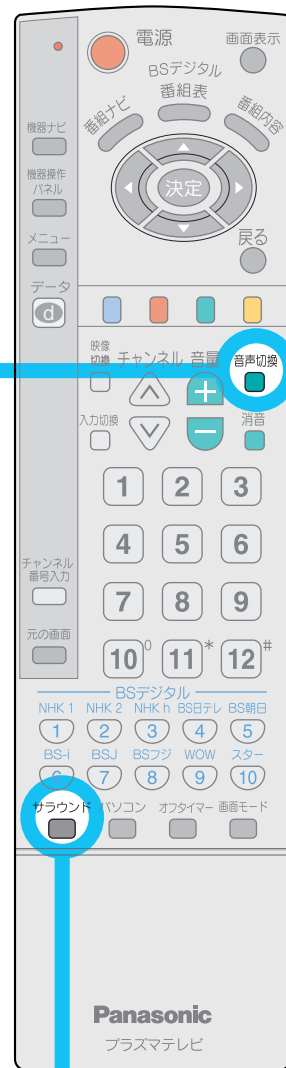 電源
画面表示
BSデジタル
番組ナビ
番組表
番組内容
機器ナビ
機器操作
パネル
決定
メニュー
戻る
データ
d
映像
切換
チャンネル
音量
音声切換
+
入力切換
−
消音
1 2 3
4 5 6
7 8 9
チャンネル
番号入力
元の画面
10 0 11 * 12 #
BSデジタル
NHK 1 NHK 2 NHK h BS日テレ BS朝日
1 2 3 4 5
BS-i BSJ BSフジ WOW スター
6 7 8 9 10
サラウンド パソコン オフタイマー 画面モード
Panasonic
プラズマテレビ